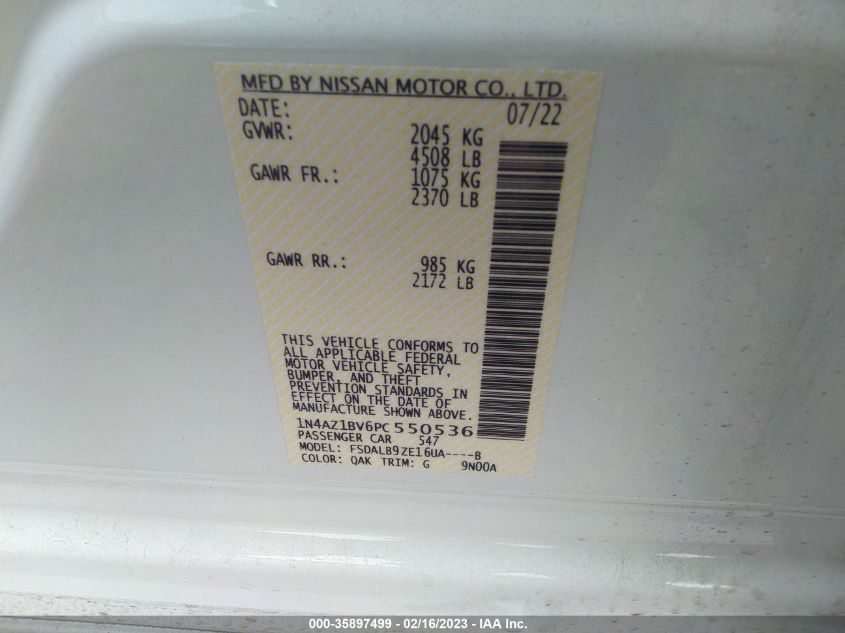 MFD BY NISSAN MOTOR CO., LTD.
DATE: 07/22
GVWR: 2045 KG
4508 LB
GAWR FR.: 1075 KG
2370 LB
GAWR RR.: 985 KG
2172 LB
THIS VEHICLE CONFORMS TO
ALL APPLICABLE FEDERAL
MOTOR VEHICLE SAFETY,
BUMPER, AND THEFT
PREVENTION STANDARDS IN
EFFECT ON THE DATE OF
MANUFACTURE SHOWN ABOVE.
1N4AZ1BV6PC550536
PASSENGER CAR 547
MODEL: FSDALB9ZE16UA----B
COLOR: QAK TRIM: G 9N00A
000-35897499 - 02/16/2023 - IAA Inc.